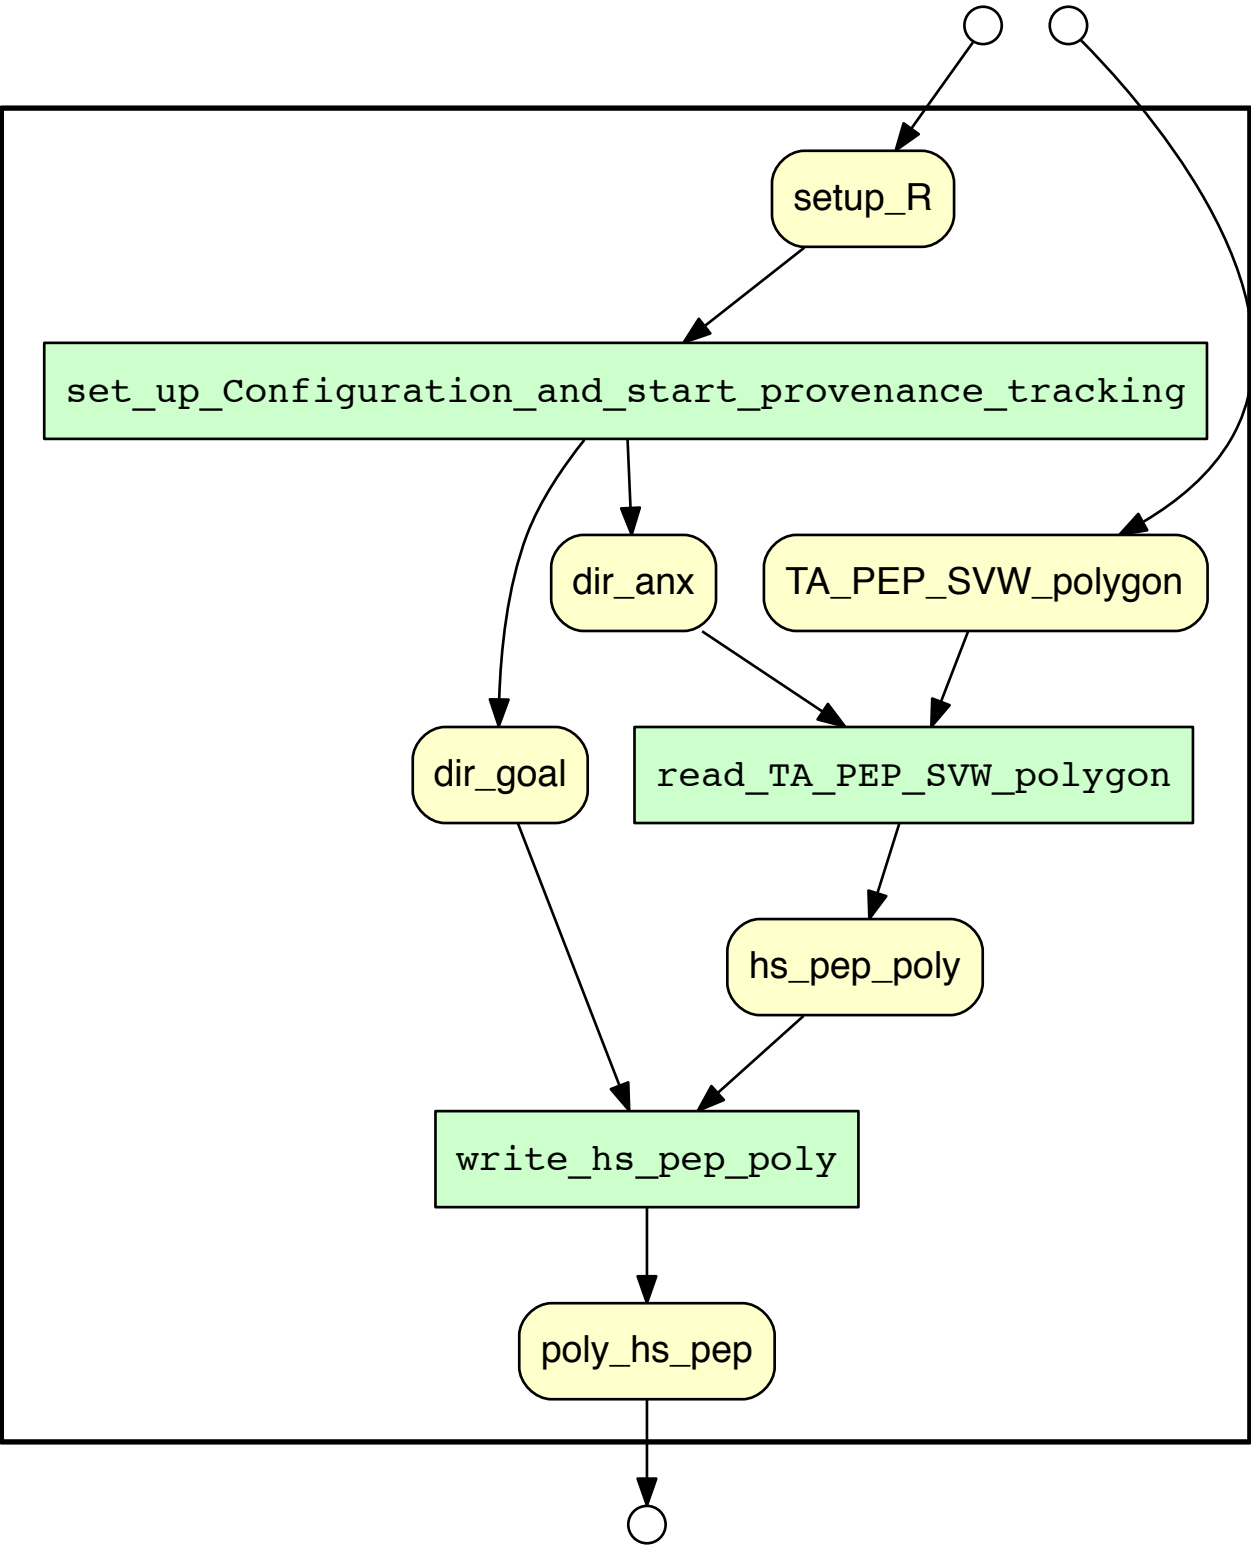 setup_R
set_up_Configuration_and_start_provenance_tracking
dir_anx
TA_PEP_SVW_polygon
dir_goal
read_TA_PEP_SVW_polygon
hs_pep_poly
write_hs_pep_poly
poly_hs_pep